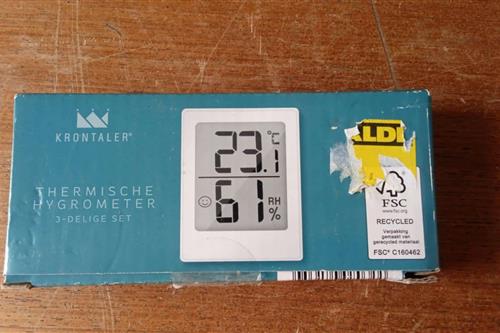 KRONTALER®
THERMISCHE
HYGROMETER
3-DELIGE SET
23.1 °C
61 RH %
LDI
FSC
www.fsc.org
RECYCLED
Verpakking
gemaakt van
gerecycled materiaal
FSC® C160462